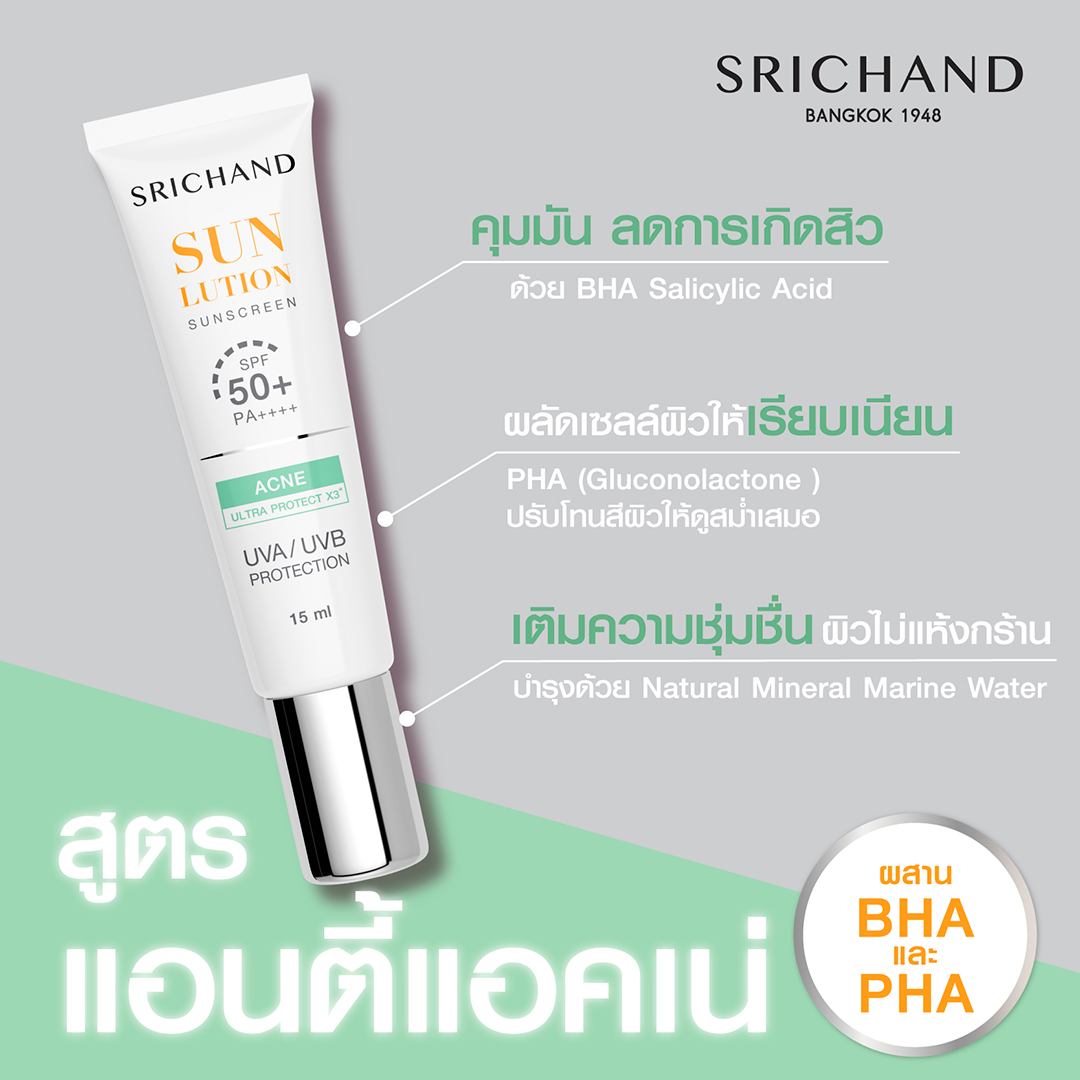 SRICHAND
BANGKOK 1948
SRICHAND
SUN
LUTION
SUNSCREEN
SPF
50+
PA++++
ACNE
ULTRA PROTECT X3*
UVA/UVB
PROTECTION
15 ml
คุมมัน ลดการเกิดสิว
ด้วย BHA Salicylic Acid
ผลัดเซลล์ผิวให้เรียบเนียน
PHA (Gluconolactone )
ปรับโทนสีผิวให้ดูสม่ำเสมอ
เติมความชุ่มชื่น ผิวไม่แห้งกร้าน
บำรุงด้วย Natural Mineral Marine Water
สูตร
แอนตี้แอคเน่
ผสาน
BHA
และ
PHA